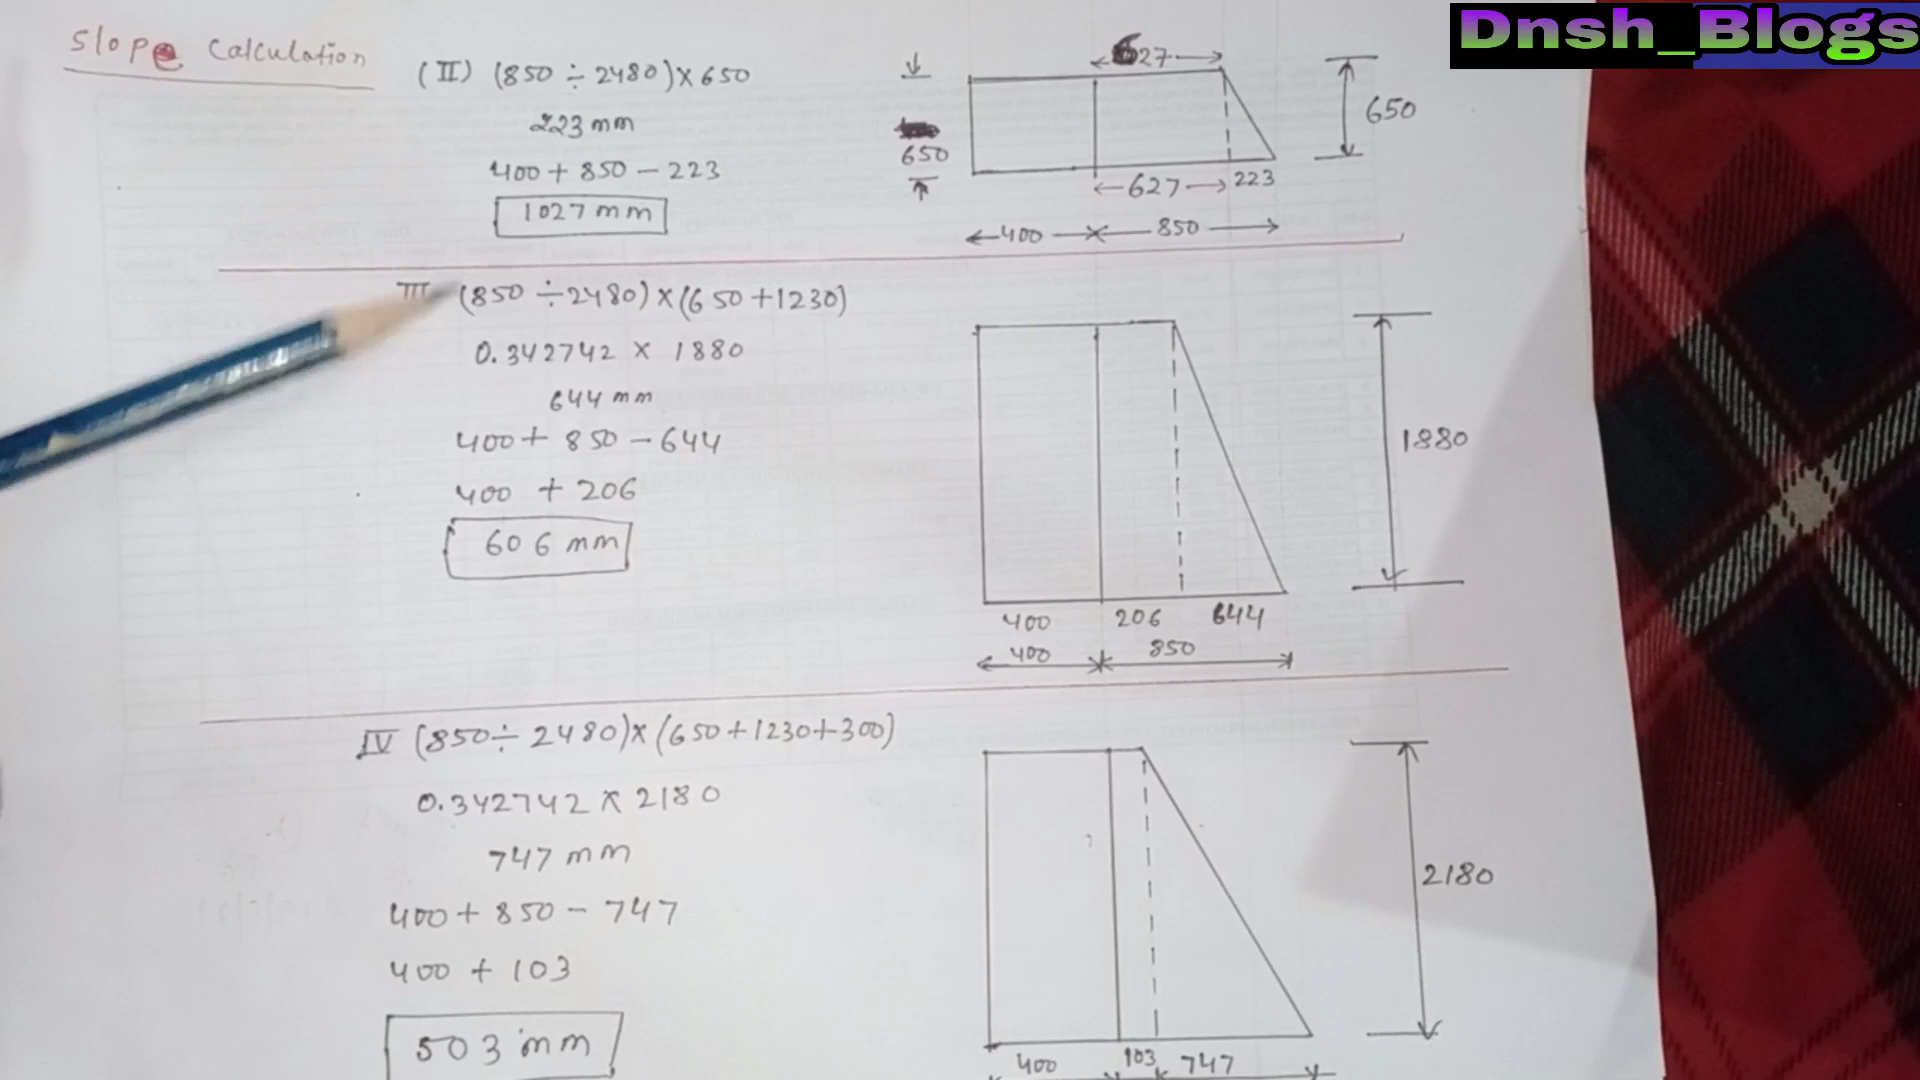 Dnsh_Blogs
Slope Calculation
(II) (850 ÷ 2480) × 650
223 mm
400 + 850 − 223
1027 mm
627
650
650
627
223
400
850
III (850 ÷ 2480) × (650 + 1230)
0.342742 × 1880
644 mm
400 + 850 − 644
400 + 206
606 mm
1880
400 206 644
400 850
IV (850 ÷ 2480) × (650 + 1230 + 300)
0.342742 × 2180
747 mm
400 + 850 − 747
400 + 103
503 mm
2180
400 103 747